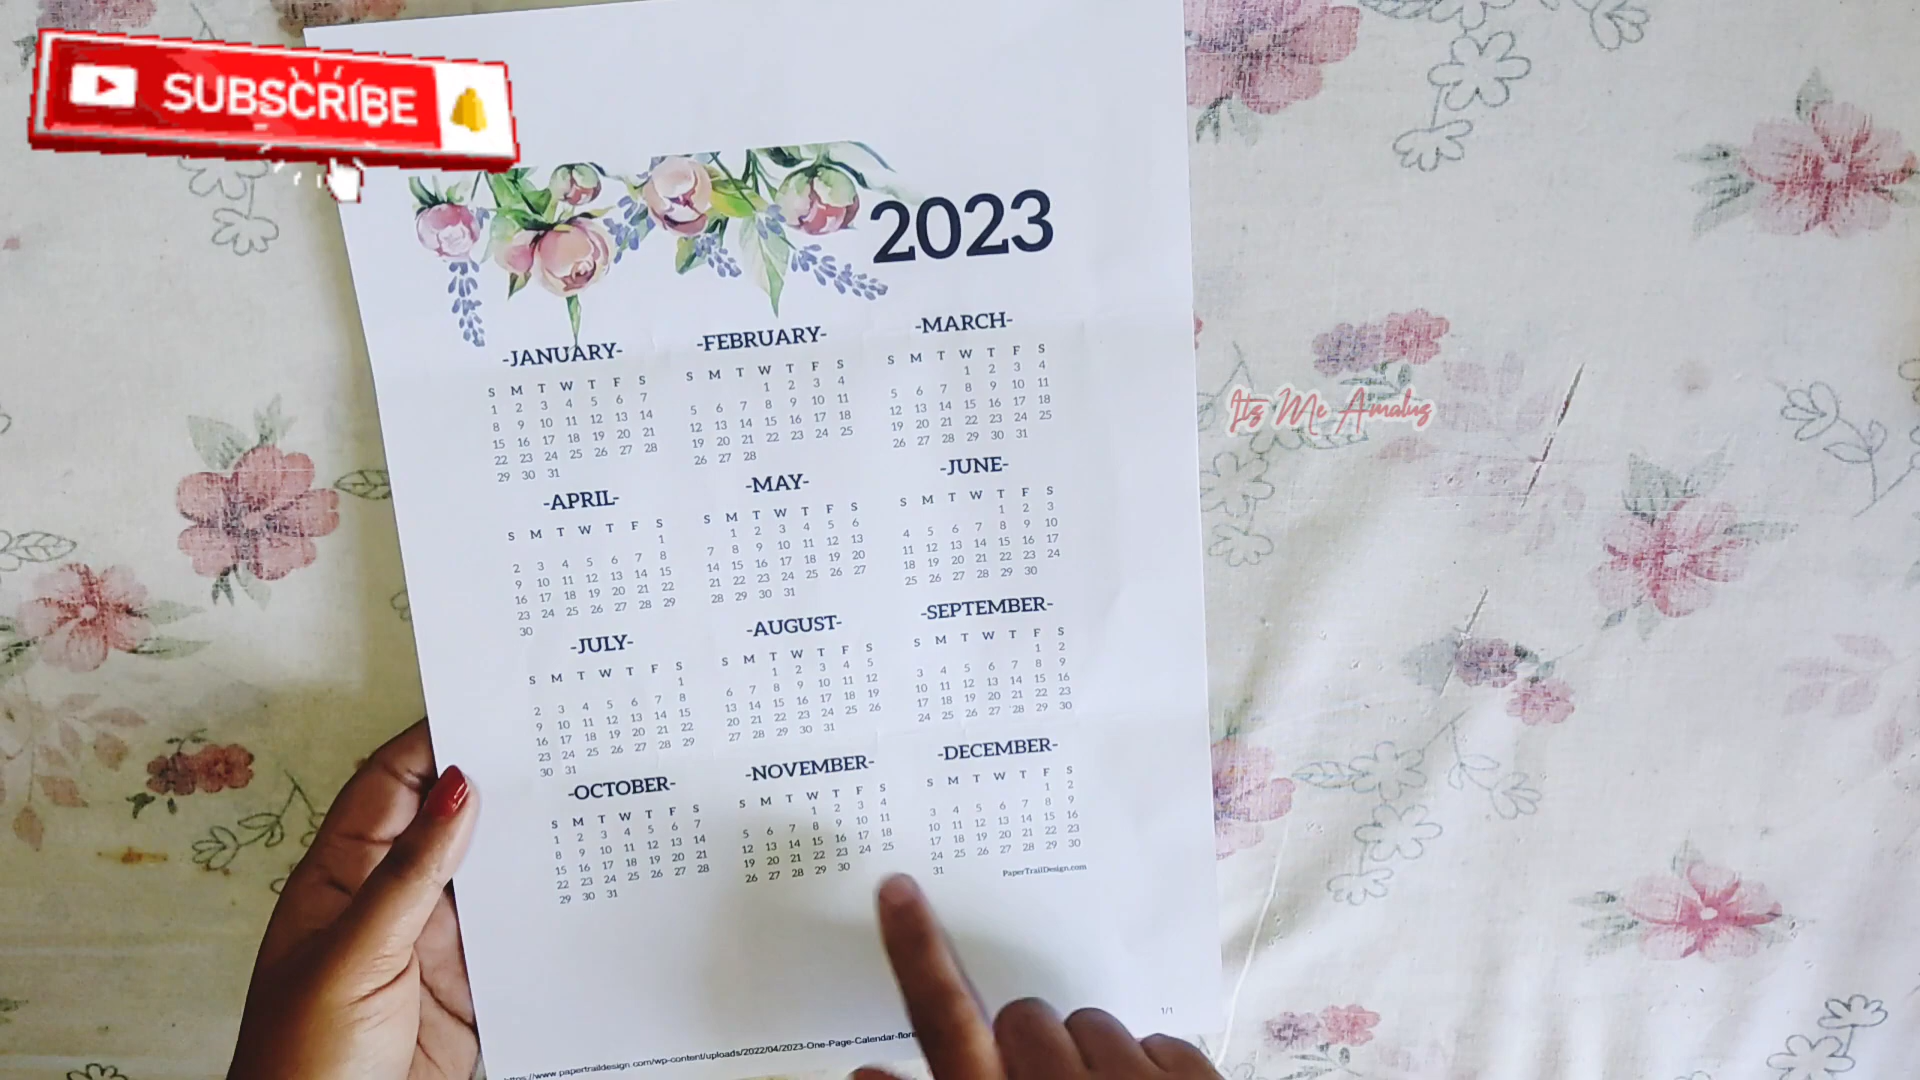 SUBSCRIBE
2023
-JANUARY-
S M T W T F S
1 2 3 4 5 6 7
8 9 10 11 12 13 14
15 16 17 18 19 20 21
22 23 24 25 26 27 28
29 30 31
-FEBRUARY-
S M T W T F S
1 2 3 4
5 6 7 8 9 10 11
12 13 14 15 16 17 18
19 20 21 22 23 24 25
26 27 28
-MARCH-
S M T W T F S
1 2 3 4
5 6 7 8 9 10 11
12 13 14 15 16 17 18
19 20 21 22 23 24 25
26 27 28 29 30 31
-APRIL-
S M T W T F S
1
2 3 4 5 6 7 8
9 10 11 12 13 14 15
16 17 18 19 20 21 22
23 24 25 26 27 28 29
30
-MAY-
S M T W T F S
1 2 3 4 5 6
7 8 9 10 11 12 13
14 15 16 17 18 19 20
21 22 23 24 25 26 27
28 29 30 31
-JUNE-
S M T W T F S
1 2 3
4 5 6 7 8 9 10
11 12 13 14 15 16 17
18 19 20 21 22 23 24
25 26 27 28 29 30
-JULY-
S M T W T F S
1
2 3 4 5 6 7 8
9 10 11 12 13 14 15
16 17 18 19 20 21 22
23 24 25 26 27 28 29
30 31
-AUGUST-
S M T W T F S
1 2 3 4 5
6 7 8 9 10 11 12
13 14 15 16 17 18 19
20 21 22 23 24 25 26
27 28 29 30 31
-SEPTEMBER-
S M T W T F S
1 2
3 4 5 6 7 8 9
10 11 12 13 14 15 16
17 18 19 20 21 22 23
24 25 26 27 28 29 30
-OCTOBER-
S M T W T F S
1 2 3 4 5 6 7
8 9 10 11 12 13 14
15 16 17 18 19 20 21
22 23 24 25 26 27 28
29 30 31
-NOVEMBER-
S M T W T F S
1 2 3 4
5 6 7 8 9 10 11
12 13 14 15 16 17 18
19 20 21 22 23 24 25
26 27 28 29 30
-DECEMBER-
S M T W T F S
1 2
3 4 5 6 7 8 9
10 11 12 13 14 15 16
17 18 19 20 21 22 23
24 25 26 27 28 29 30
31
PaperTrailDesign.com
Itz Me Amaluz
1/1
https://www.papertraildesign.com/wp-content/uploads/2022/04/2023-One-Page-Calendar-flor